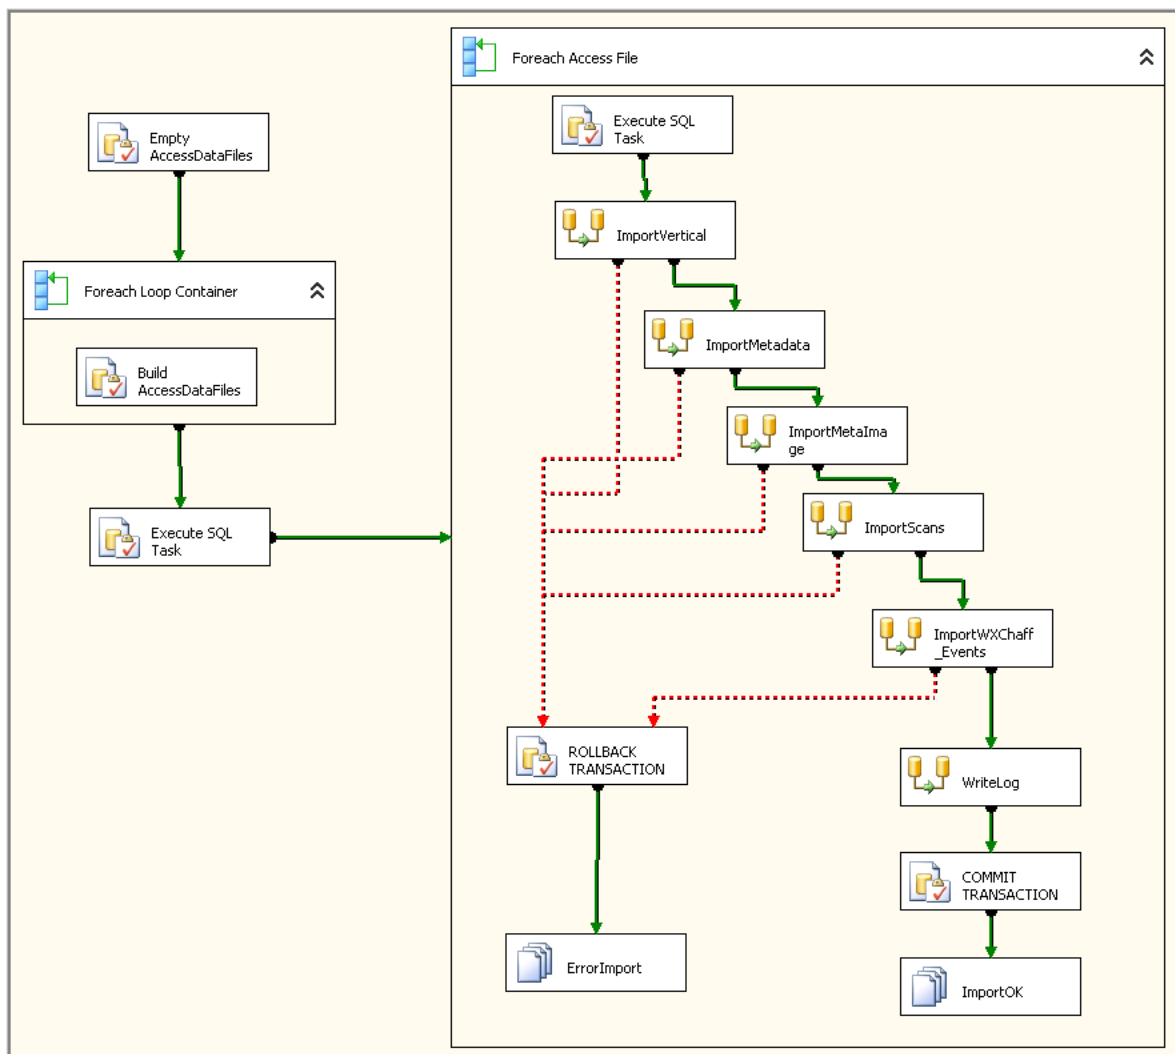 Foreach Access File
Empty
AccessDataFiles
Foreach Loop Container
Build
AccessDataFiles
Execute SQL
Task
Execute SQL
Task
ImportVertical
ImportMetadata
ImportMetaIma
ge
ImportScans
ImportWXChaff
_Events
ROLLBACK
TRANSACTION
WriteLog
COMMIT
TRANSACTION
ErrorImport
ImportOK